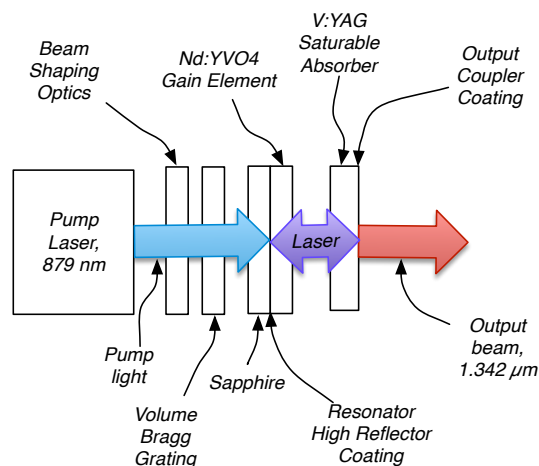 Beam
Shaping
Optics
Nd:YVO4
Gain Element
V:YAG
Saturable
Absorber
Output
Coupler
Coating
Pump
Laser,
879 nm
Laser
Pump
light
Volume
Bragg
Grating
Sapphire
Resonator
High Reflector
Coating
Output
beam,
1.342 µm